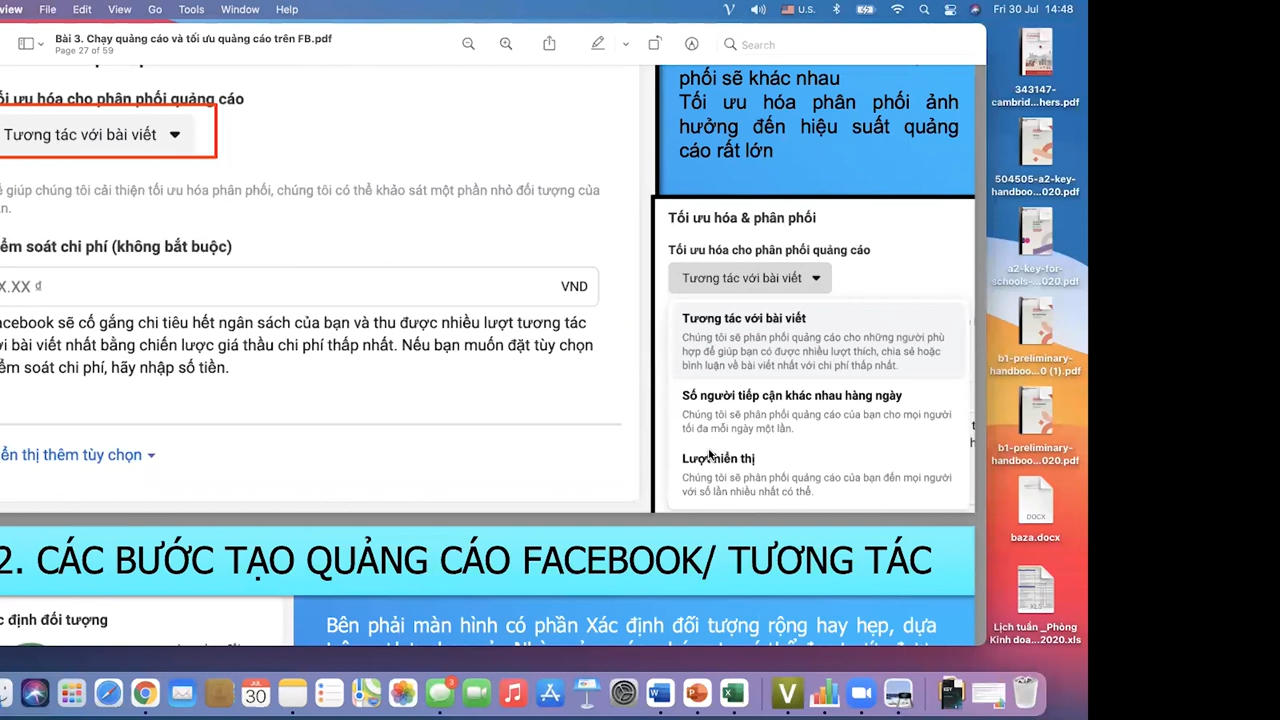 view File Edit View Go Tools Window Help
U.S.
Fri 30 Jul 14:48
Bài 3. Chạy quảng cáo và tối ưu quảng cáo trên FB.pdf
Page 27 of 59
Search
ối ưu hóa cho phân phối quảng cáo
Tương tác với bài viết
ể giúp chúng tôi cải thiện tối ưu hóa phân phối, chúng tôi có thể khảo sát một phần nhỏ đối tượng của
n.
ểm soát chi phí (không bắt buộc)
X.XX đ
VND
acebook sẽ cố gắng chi tiêu hết ngân sách của bạn và thu được nhiều lượt tương tác
ới bài viết nhất bằng chiến lược giá thầu chi phí thấp nhất. Nếu bạn muốn đặt tùy chọn
ểm soát chi phí, hãy nhập số tiền.
ển thị thêm tùy chọn
phối sẽ khác nhau
Tối ưu hóa phân phối ảnh
hưởng đến hiệu suất quảng
cáo rất lớn
Tối ưu hóa & phân phối
Tối ưu hóa cho phân phối quảng cáo
Tương tác với bài viết
Tương tác với bài viết
Chúng tôi sẽ phân phối quảng cáo cho những người phù
hợp để giúp bạn có được nhiều lượt thích, chia sẻ hoặc
bình luận về bài viết nhất với chi phí thấp nhất.
Số người tiếp cận khác nhau hàng ngày
Chúng tôi sẽ phân phối quảng cáo của bạn cho mọi người
tối đa mỗi ngày một lần.
Lượt hiển thị
Chúng tôi sẽ phân phối quảng cáo của bạn đến mọi người
với số lần nhiều nhất có thể.
2. CÁC BƯỚC TẠO QUẢNG CÁO FACEBOOK/ TƯƠNG TÁC
c định đối tượng
Bên phải màn hình có phần Xác định đối tượng rộng hay hẹp, dựa
343147-
cambrid...hers.pdf
504505-a2-key-
handboo...020.pdf
a2-key-for-
schools-...020.pdf
b1-preliminary-
handboo...0 (1).pdf
b1-preliminary-
handboo...020.pdf
DOCX
baza.docx
XLS
Lịch tuần _Phòng
Kinh doa...2020.xls
30
3